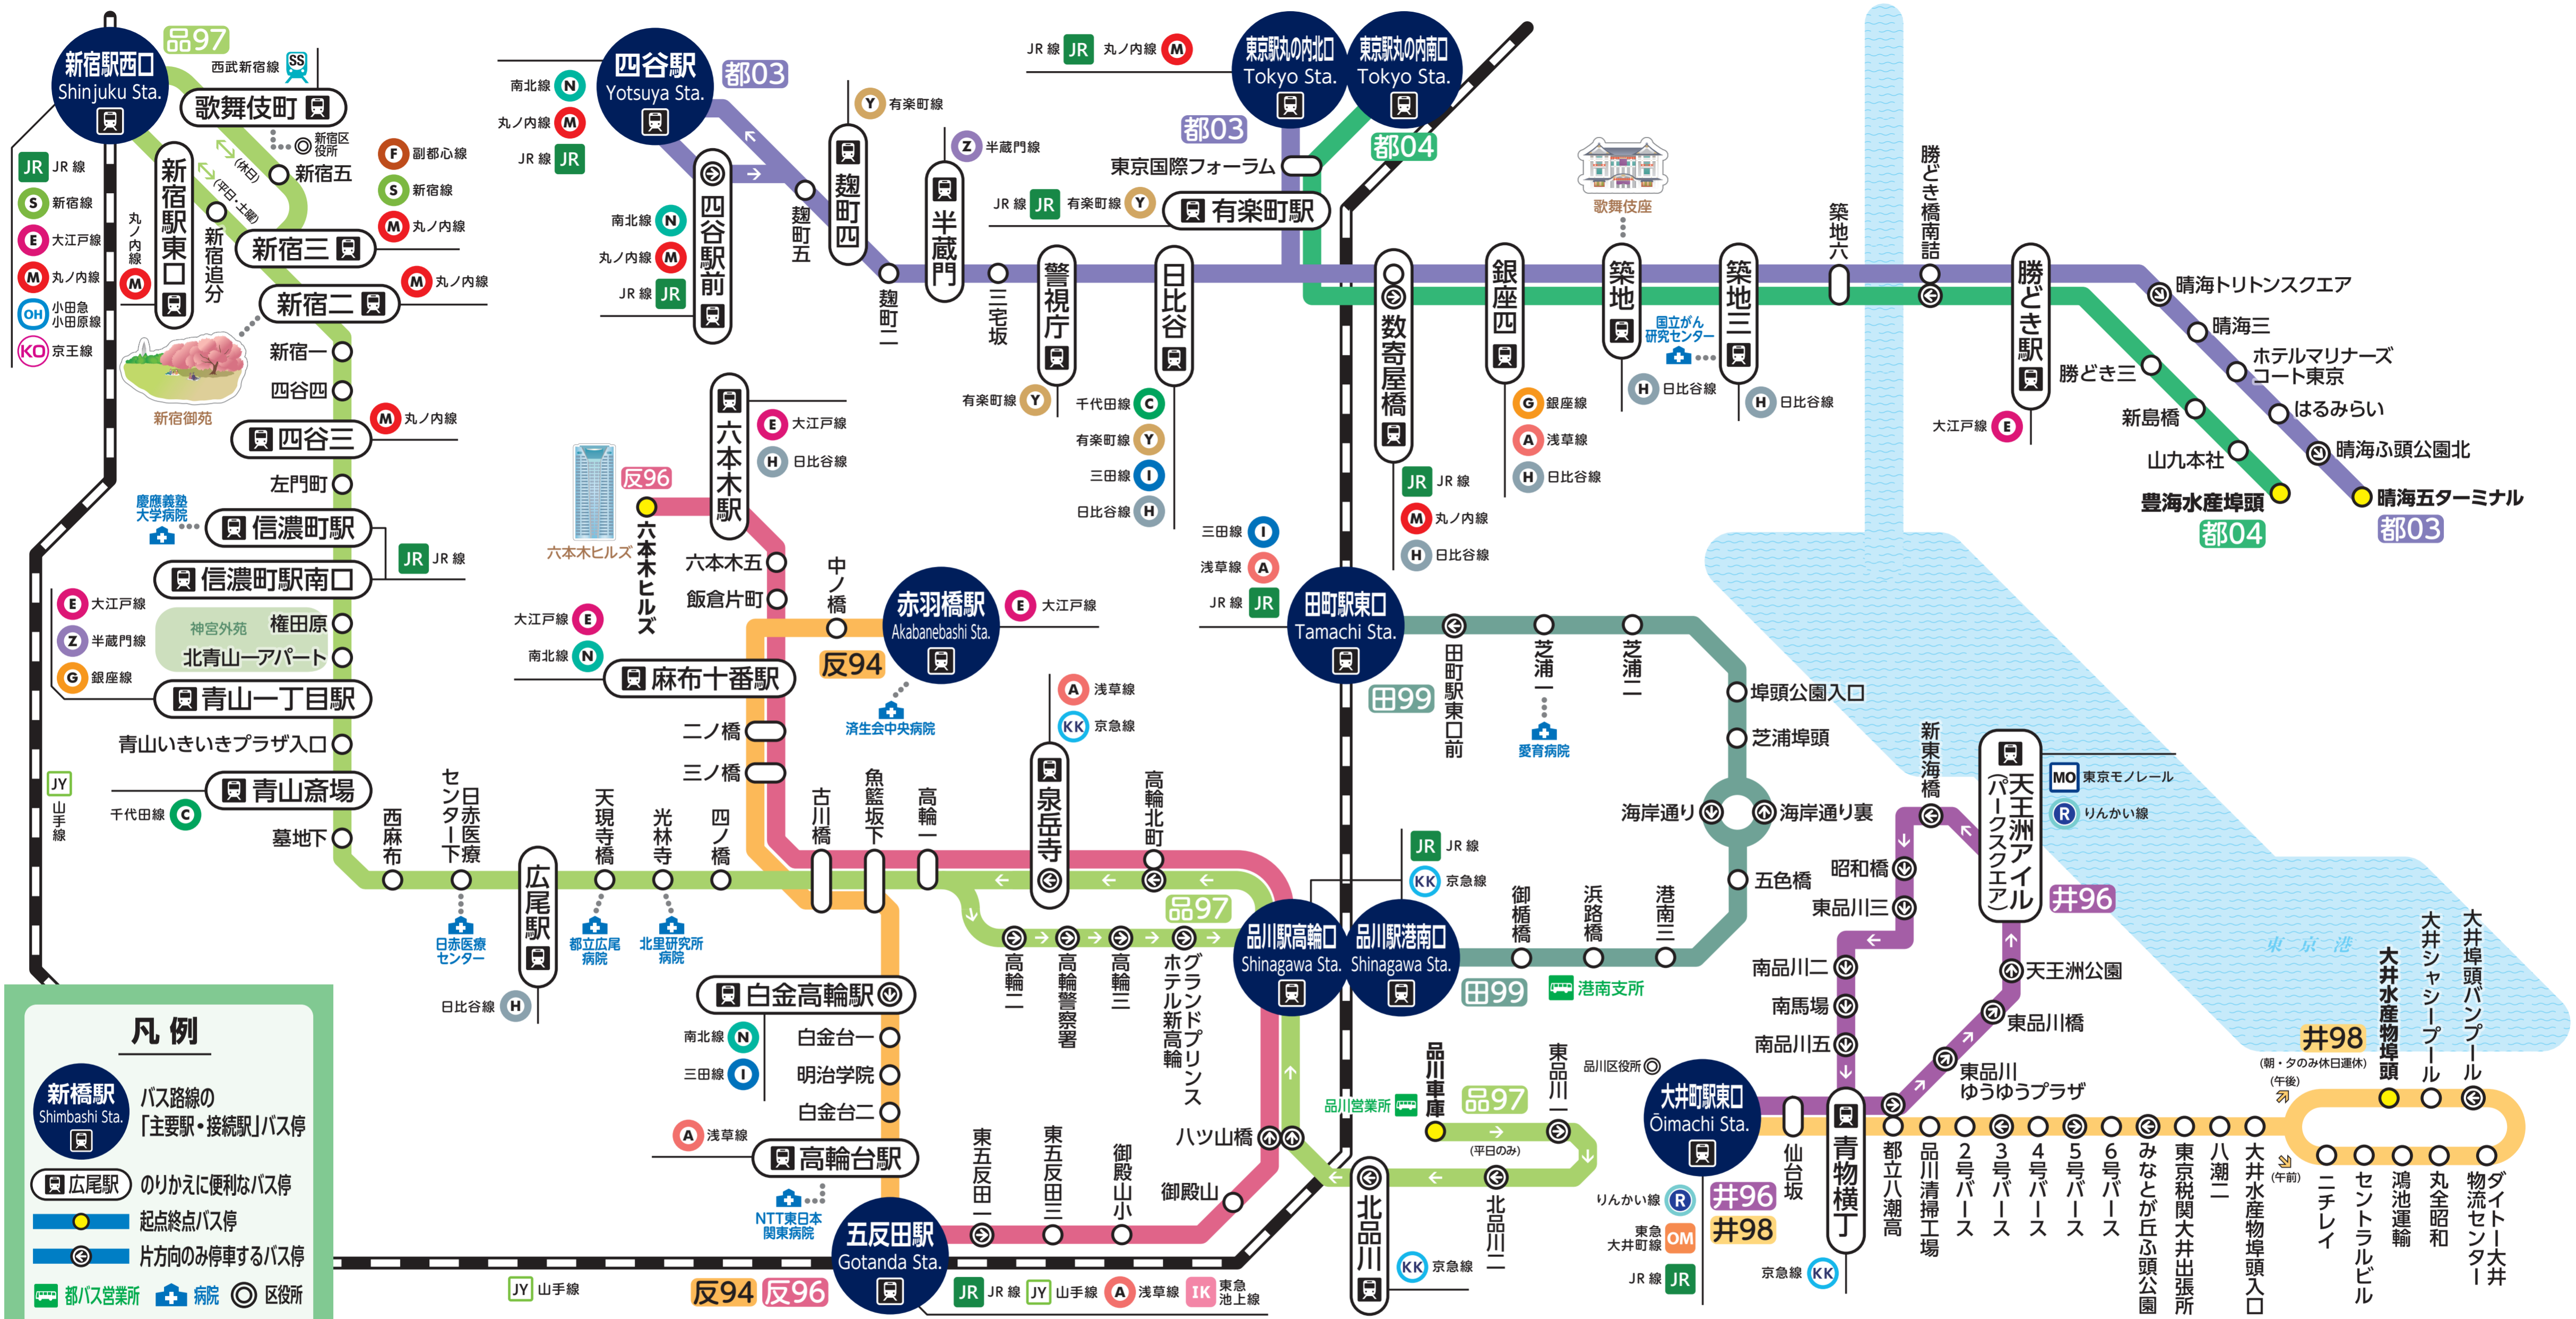 新宿駅西口
Shinjuku Sta.
品97
西武新宿線
SS
歌舞伎町
新宿区
役所
(休日)
新宿五
(平日・土曜)
新宿駅東口
新宿追分
丸ノ内線
M
JR
JR線
S
新宿線
E
大江戸線
M
丸ノ内線
OH
小田急
小田原線
KO
京王線
F
副都心線
S
新宿線
M
丸ノ内線
新宿三
M
丸ノ内線
新宿二
新宿御苑
新宿一
四谷四
M
丸ノ内線
四谷三
左門町
慶應義塾
大学病院
信濃町駅
信濃町駅南口
JR
JR線
E
大江戸線
Z
半蔵門線
G
銀座線
神宮外苑
権田原
北青山一アパート
青山一丁目駅
青山いきいきプラザ入口
青山斎場
千代田線
C
墓地下
JY
山手線
西麻布
日赤医療
センター下
日赤医療
センター
広尾駅
日比谷線
H
天現寺橋
都立広尾
病院
光林寺
北里研究所
病院
四ノ橋
古川橋
魚籃坂下
高輪一
泉岳寺
A
浅草線
KK
京急線
高輪北町
品97
高輪二
高輪警察署
高輪三
グランドプリンス
ホテル新高輪
四谷駅
Yotsuya Sta.
都03
南北線
N
丸ノ内線
M
JR線
JR
四谷駅前
南北線
N
丸ノ内線
M
JR線
JR
麹町五
Y
有楽町線
麹町四
麹町二
Z
半蔵門線
半蔵門
三宅坂
警視庁
有楽町線
Y
日比谷
千代田線
C
有楽町線
Y
三田線
I
日比谷線
H
JR線
JR
丸ノ内線
M
東京駅丸の内北口
Tokyo Sta.
東京駅丸の内南口
Tokyo Sta.
都03
都04
東京国際フォーラム
JR線
JR
有楽町線
Y
有楽町駅
数寄屋橋
JR
JR線
M
丸ノ内線
H
日比谷線
銀座四
G
銀座線
A
浅草線
H
日比谷線
歌舞伎座
築地
H
日比谷線
国立がん
研究センター
築地三
H
日比谷線
築地六
勝どき橋南詰
勝どき駅
大江戸線
E
晴海トリトンスクエア
晴海三
ホテルマリナーズ
コート東京
はるみらい
晴海ふ頭公園北
晴海五ターミナル
都03
勝どき三
新島橋
山九本社
豊海水産埠頭
都04
六本木駅
E
大江戸線
H
日比谷線
反96
六本木ヒルズ
六本木ヒルズ
六本木五
飯倉片町
大江戸線
E
南北線
N
麻布十番駅
中ノ橋
赤羽橋駅
Akabanebashi Sta.
E
大江戸線
反94
済生会中央病院
二ノ橋
三ノ橋
白金高輪駅
南北線
N
三田線
I
白金台一
明治学院
白金台二
A
浅草線
高輪台駅
NTT東日本
関東病院
五反田駅
Gotanda Sta.
反94
反96
JR
JR線
JY
山手線
A
浅草線
IK
東急
池上線
JY
山手線
東五反田一
東五反田三
御殿山小
御殿山
八ツ山橋
三田線
I
浅草線
A
JR線
JR
田町駅東口
Tamachi Sta.
田99
田町駅東口前
芝浦一
愛育病院
芝浦二
埠頭公園入口
芝浦埠頭
海岸通り
海岸通り裏
五色橋
港南三
浜路橋
御楯橋
港南支所
田99
JR
JR線
KK
京急線
品川駅高輪口
Shinagawa Sta.
品川駅港南口
Shinagawa Sta.
品川営業所
品川車庫
品97
(平日のみ)
東品川一
北品川二
北品川
KK
京急線
品川区役所
大井町駅東口
Ōimachi Sta.
りんかい線
R
東急
大井町線
OM
JR線
JR
井96
井98
仙台坂
青物横丁
京急線
KK
新東海橋
昭和橋
東品川三
南品川二
南馬場
南品川五
天王洲アイル
(パークスクエア)
MO
東京モノレール
R
りんかい線
井96
天王洲公園
東品川橋
東品川
ゆうゆうプラザ
都立八潮高
品川清掃工場
2号バース
3号バース
4号バース
5号バース
6号バース
みなとが丘ふ頭公園
東京税関大井出張所
八潮二
大井水産物埠頭入口
井98
(朝・夕のみ休日運休)
(午後)
(午前)
大井水産物埠頭
大井シャシープール
大井埠頭バンプール
ニチレイ
セントラルビル
鴻池運輸
丸全昭和
ダイトー大井
物流センター
東京港
凡例
新橋駅
Shimbashi Sta.
バス路線の
「主要駅・接続駅」バス停
広尾駅
のりかえに便利なバス停
起点終点バス停
片方向のみ停車するバス停
都バス営業所
病院
区役所